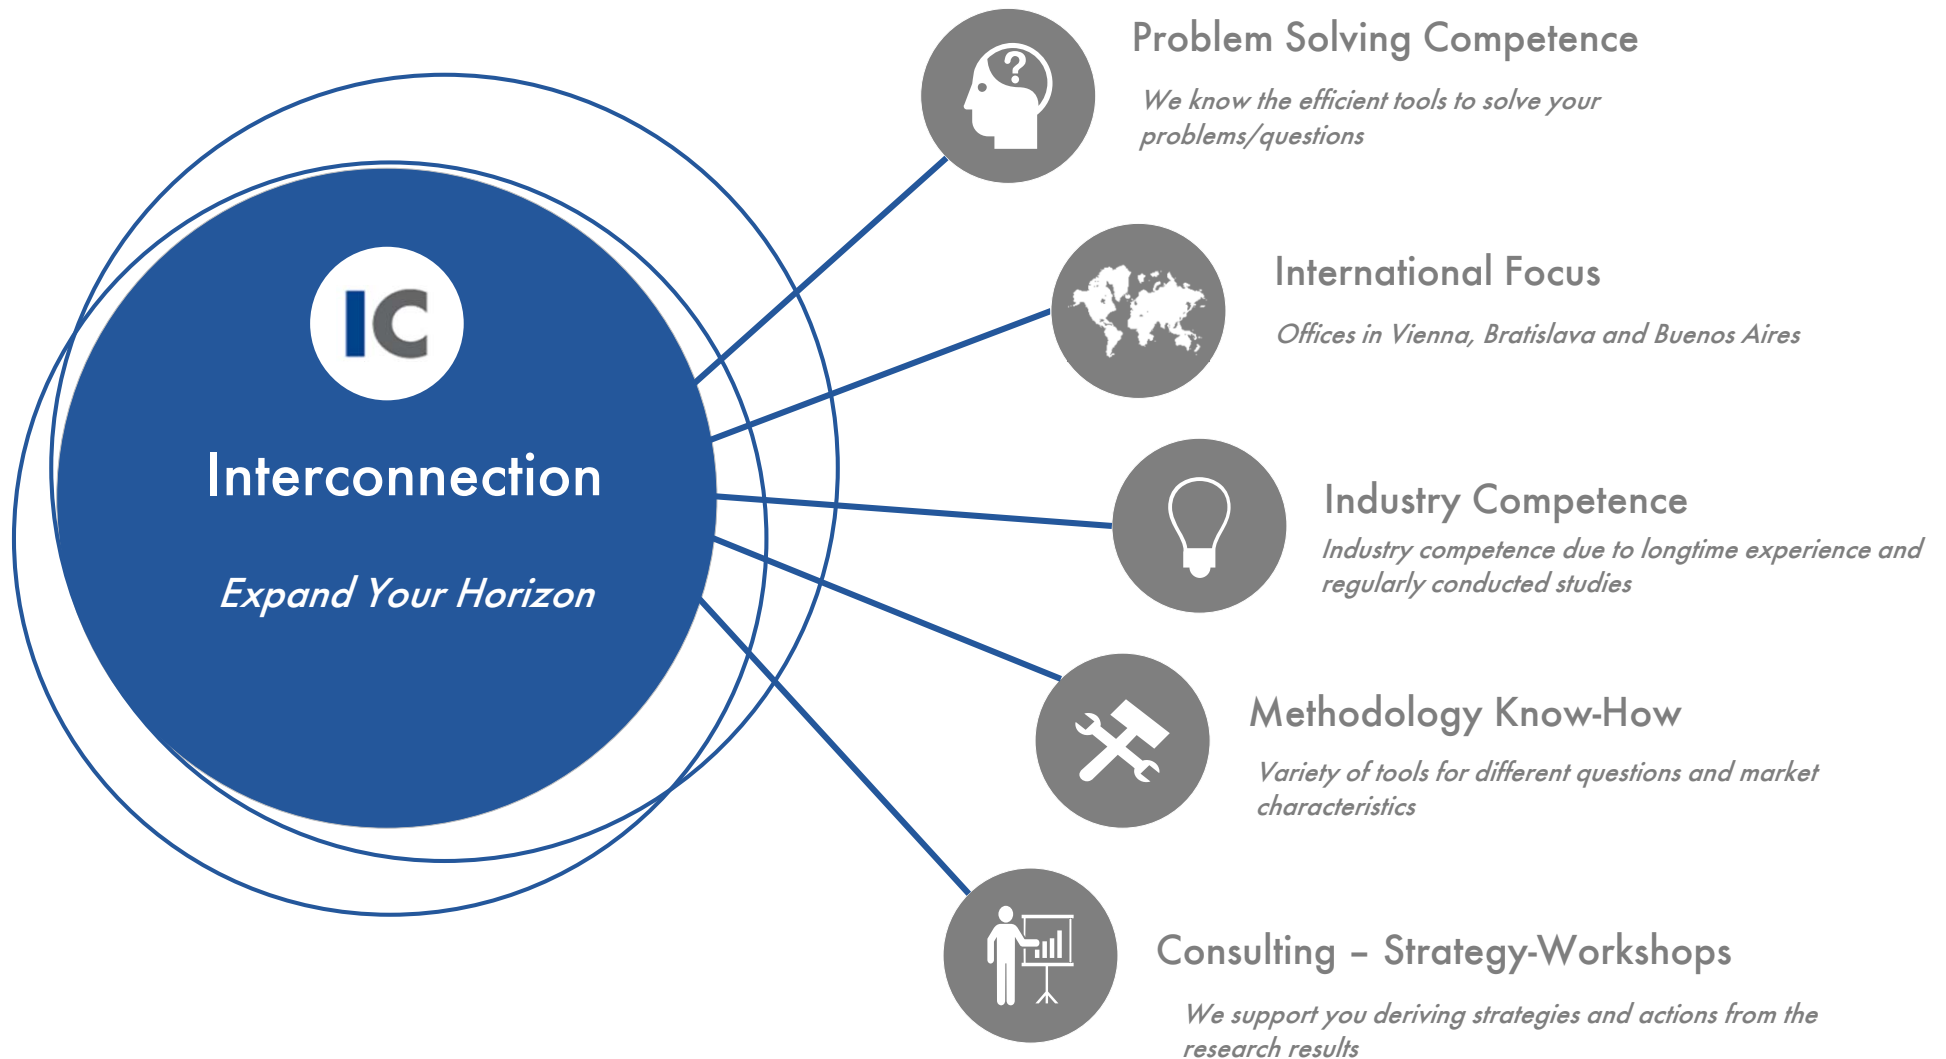 IC
Interconnection
Expand Your Horizon
?
Problem Solving Competence
We know the efficient tools to solve your
problems/questions
International Focus
Offices in Vienna, Bratislava and Buenos Aires
Industry Competence
Industry competence due to longtime experience and
regularly conducted studies
Methodology Know-How
Variety of tools for different questions and market
characteristics
Consulting – Strategy-Workshops
We support you deriving strategies and actions from the
research results